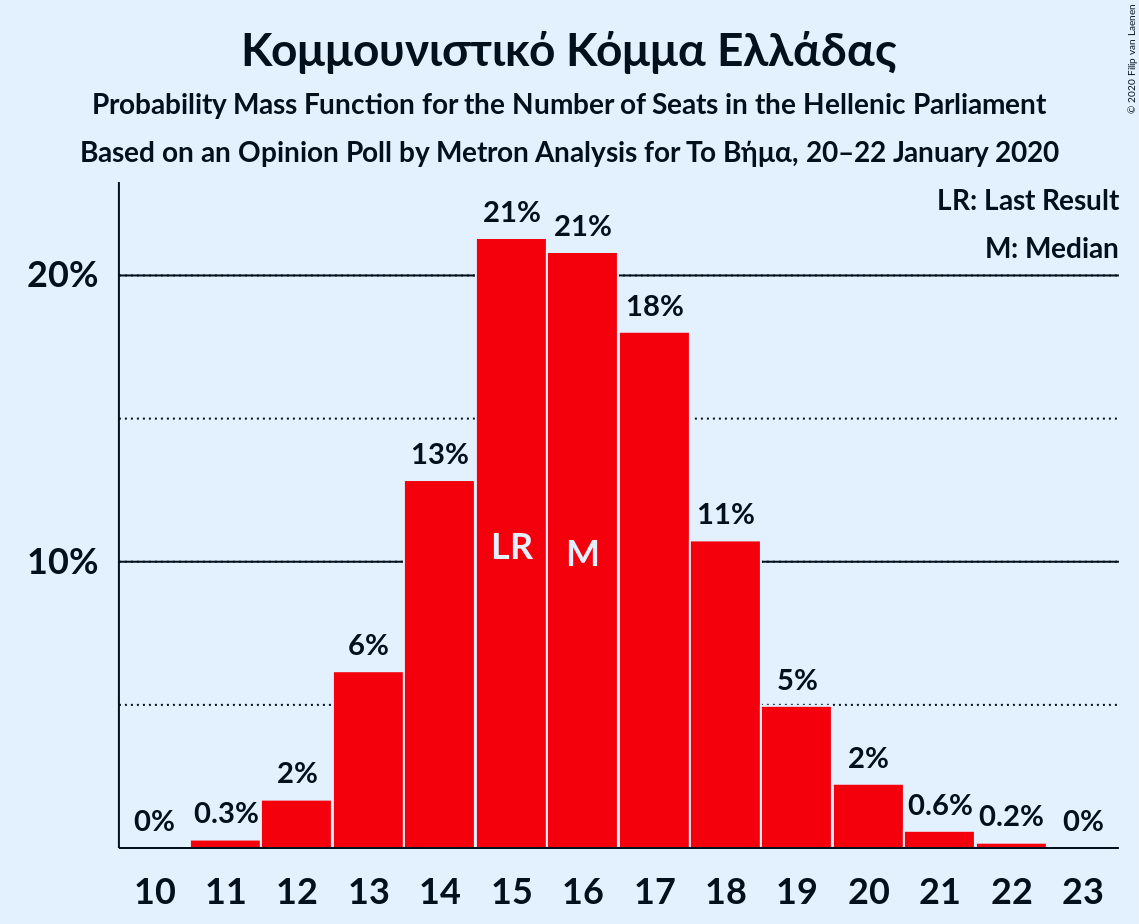 Κομμουνιστικό Κόμμα Ελλάδας
Probability Mass Function for the Number of Seats in the Hellenic Parliament
Based on an Opinion Poll by Metron Analysis for Το Βήμα, 20–22 January 2020
© 2020 Filip van Laenen
LR: Last Result
M: Median
20%
10%
0%
0.3%
2%
6%
13%
21%
21%
18%
11%
5%
2%
0.6%
0.2%
0%
LR
M
10 11 12 13 14 15 16 17 18 19 20 21 22 23